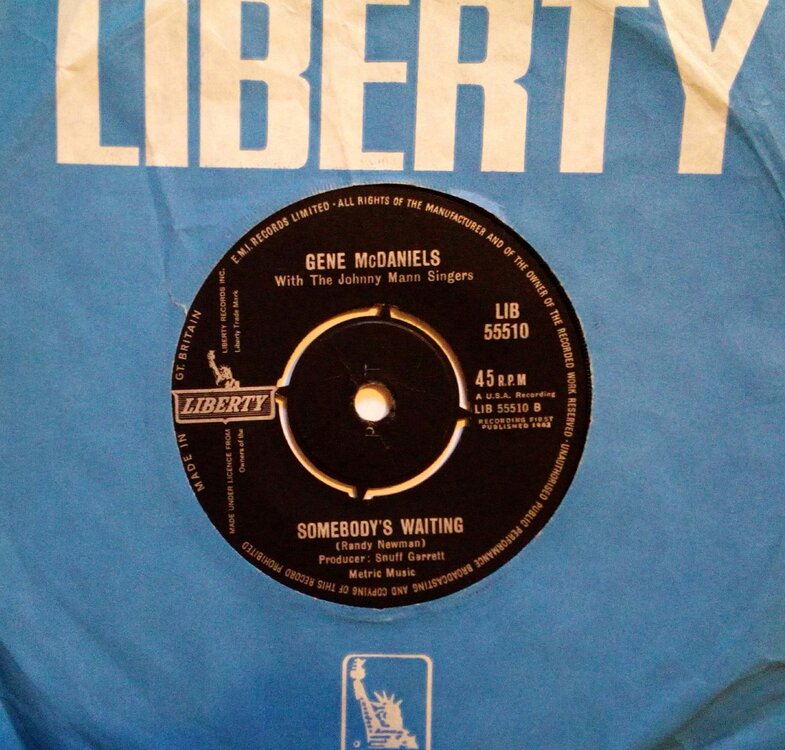 LIBERTY
E.M.I. RECORDS LIMITED · ALL RIGHTS OF THE MANUFACTURER AND OF THE OWNER OF THE RECORDED WORK RESERVED · UNAUTHORISED PUBLIC PERFORMANCE BROADCASTING AND COPYING OF THIS RECORD PROHIBITED
MADE IN GT. BRITAIN
GENE McDANIELS
With The Johnny Mann Singers
LIB
55510
45 R.P.M
A U.S.A. Recording
LIB 55510 B
RECORDING FIRST
PUBLISHED 1962
LIBERTY
MADE UNDER LICENCE FROM LIBERTY RECORDS INC.
Owners of the Liberty Trade Mark
SOMEBODY'S WAITING
(Randy Newman)
Producer: Snuff Garrett
Metric Music